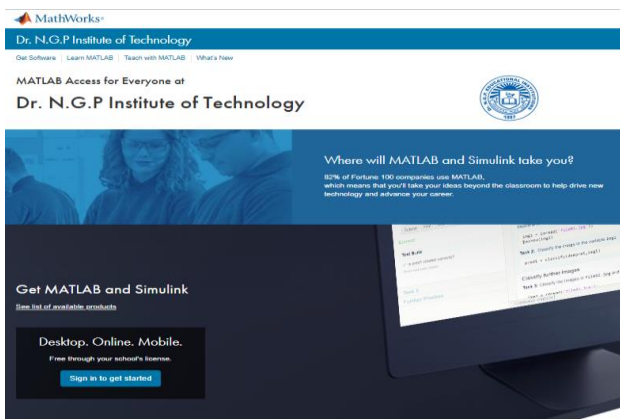 MathWorks®
Dr. N.G.P Institute of Technology
Get Software Learn MATLAB Teach with MATLAB What's New
MATLAB Access for Everyone at
Dr. N.G.P Institute of Technology
Where will MATLAB and Simulink take you?
82% of Fortune 100 companies use MATLAB,
which means that you'll take your ideas beyond the classroom to help drive new
technology and advance your career.
Get MATLAB and Simulink
See list of available products
Desktop. Online. Mobile.
Free through your school's license.
Sign in to get started
Classify further images